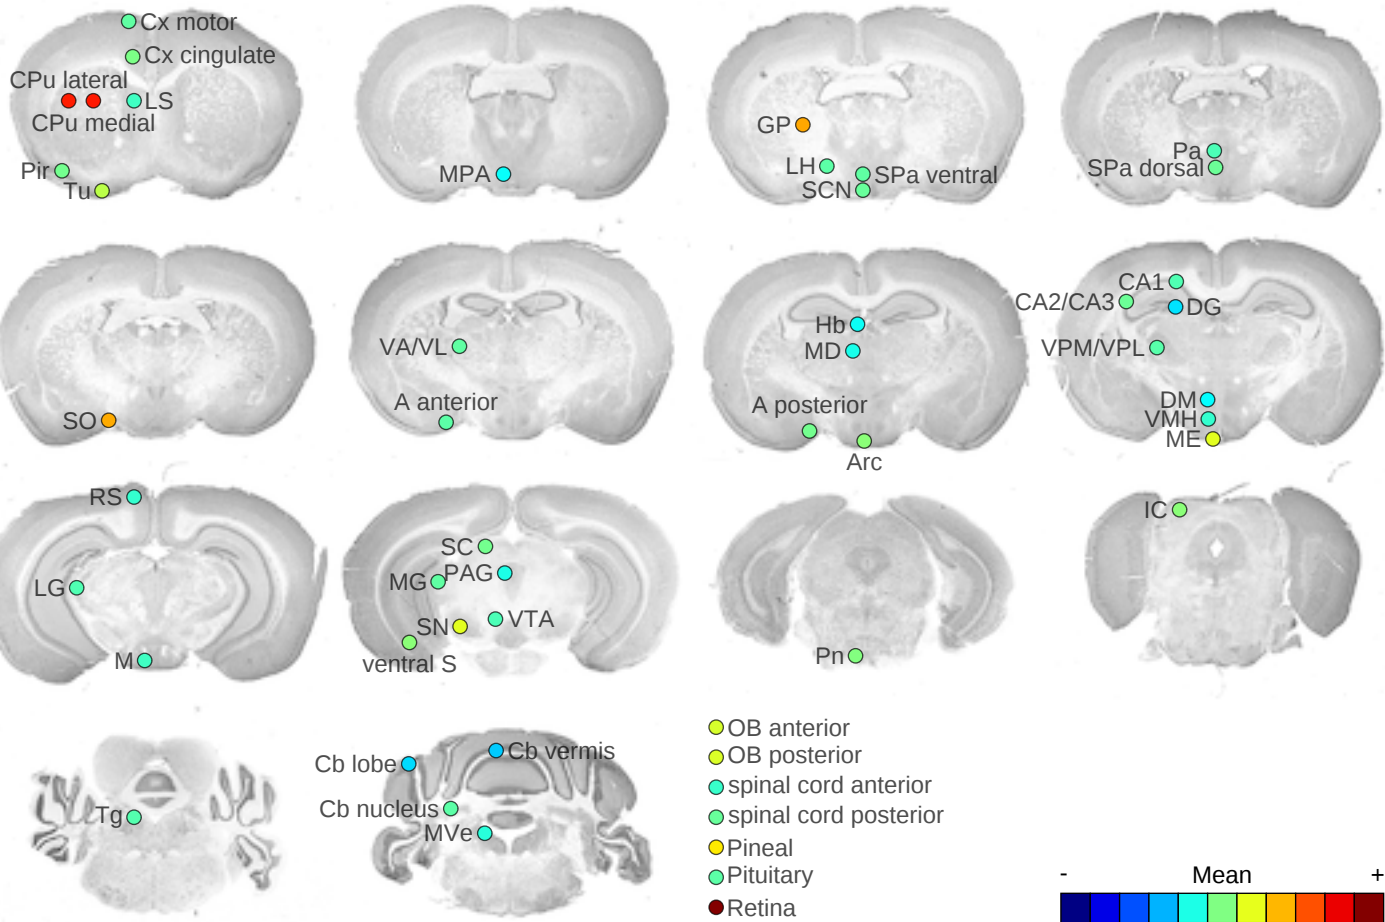 Cx motor
Cx cingulate
CPu lateral
LS
CPu medial
Pir
Tu
MPA
GP
LH
SPa ventral
SCN
Pa
SPa dorsal
SO
VA/VL
A anterior
Hb
MD
A posterior
Arc
CA1
CA2/CA3
DG
VPM/VPL
DM
VMH
ME
RS
LG
M
SC
MG
PAG
SN
VTA
ventral S
Pn
IC
Tg
Cb lobe
Cb vermis
Cb nucleus
MVe
OB anterior
OB posterior
spinal cord anterior
spinal cord posterior
Pineal
Pituitary
Retina
- Mean +